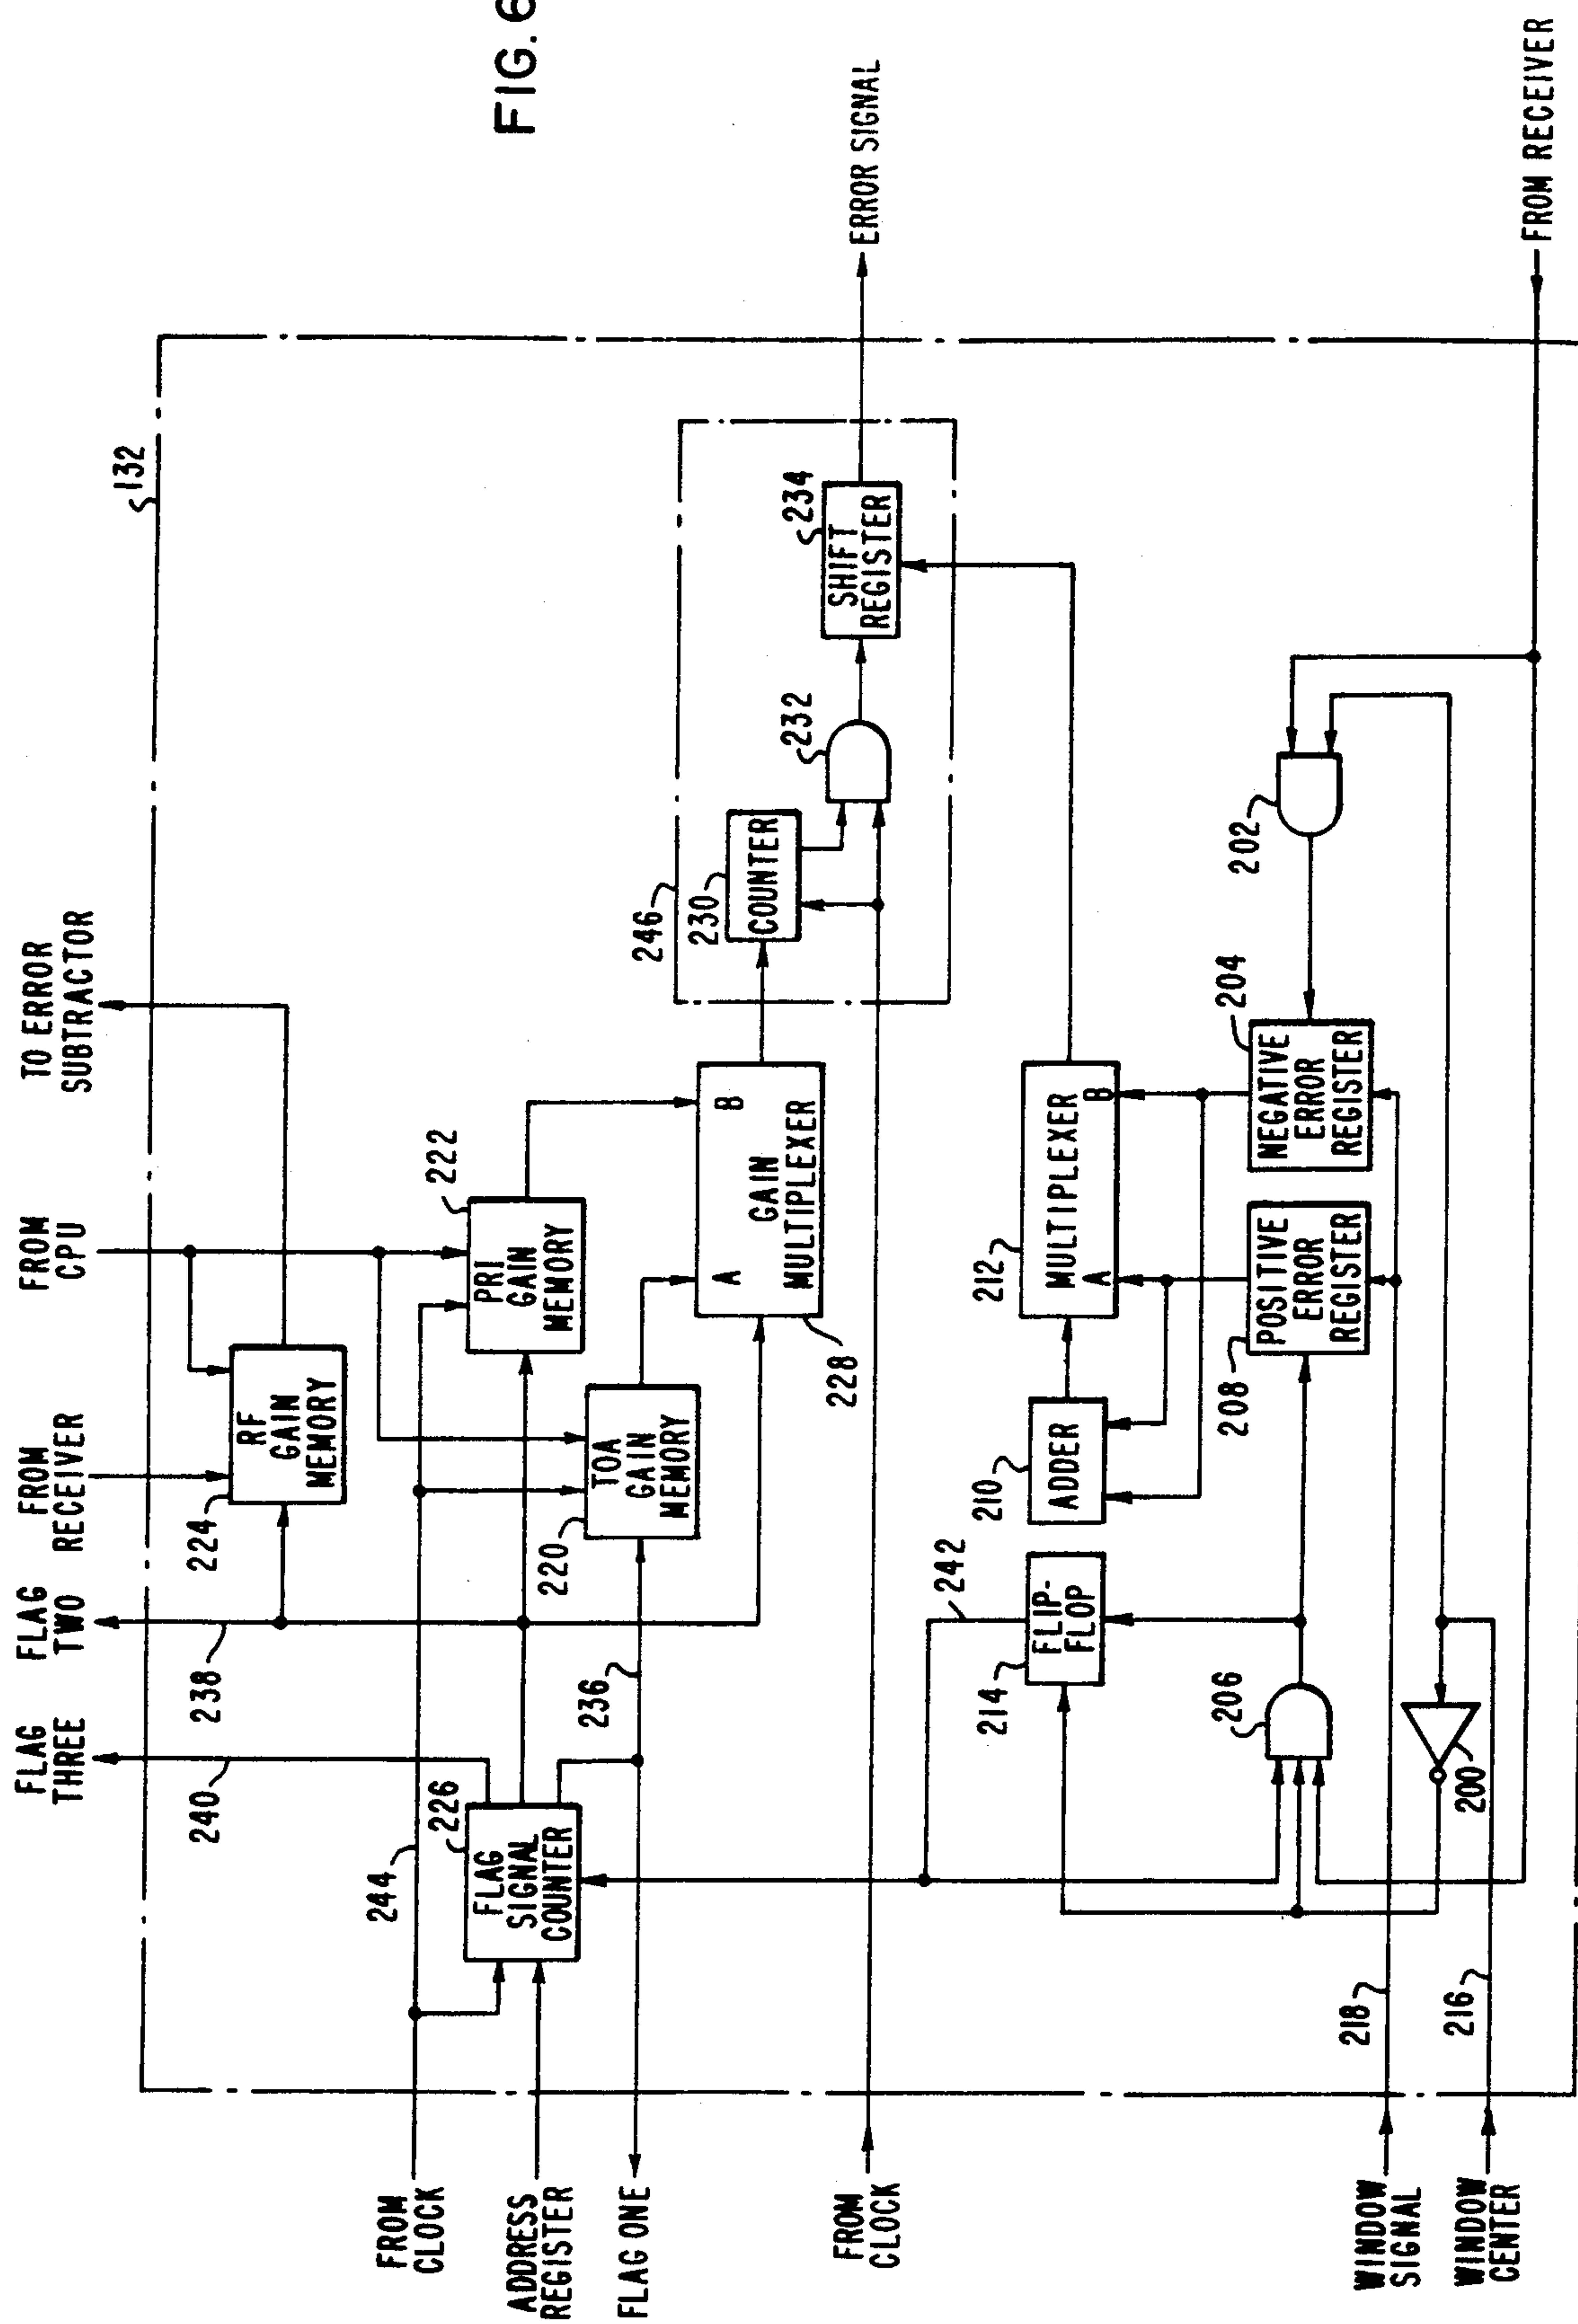 FIG. 6
132
TO ERROR
SUBTRACTOR
FROM
CPU
FROM
RECEIVER
FLAG
TWO
FLAG
THREE
RF
GAIN
MEMORY
224
238
240
PRI
GAIN
MEMORY
222
TOA
GAIN
MEMORY
220
236
FLAG
SIGNAL
COUNTER
226
244
FROM
CLOCK
ADDRESS
REGISTER
FLAG ONE
A
B
GAIN
MULTIPLEXER
228
246
COUNTER
230
232
SHIFT
REGISTER
234
ERROR SIGNAL
FROM
CLOCK
MULTIPLEXER
A
B
212
ADDER
210
FLIP-
FLOP
214
242
NEGATIVE
ERROR
REGISTER
204
POSITIVE
ERROR
REGISTER
208
202
206
200
218
216
WINDOW
SIGNAL
WINDOW
CENTER
FROM RECEIVER